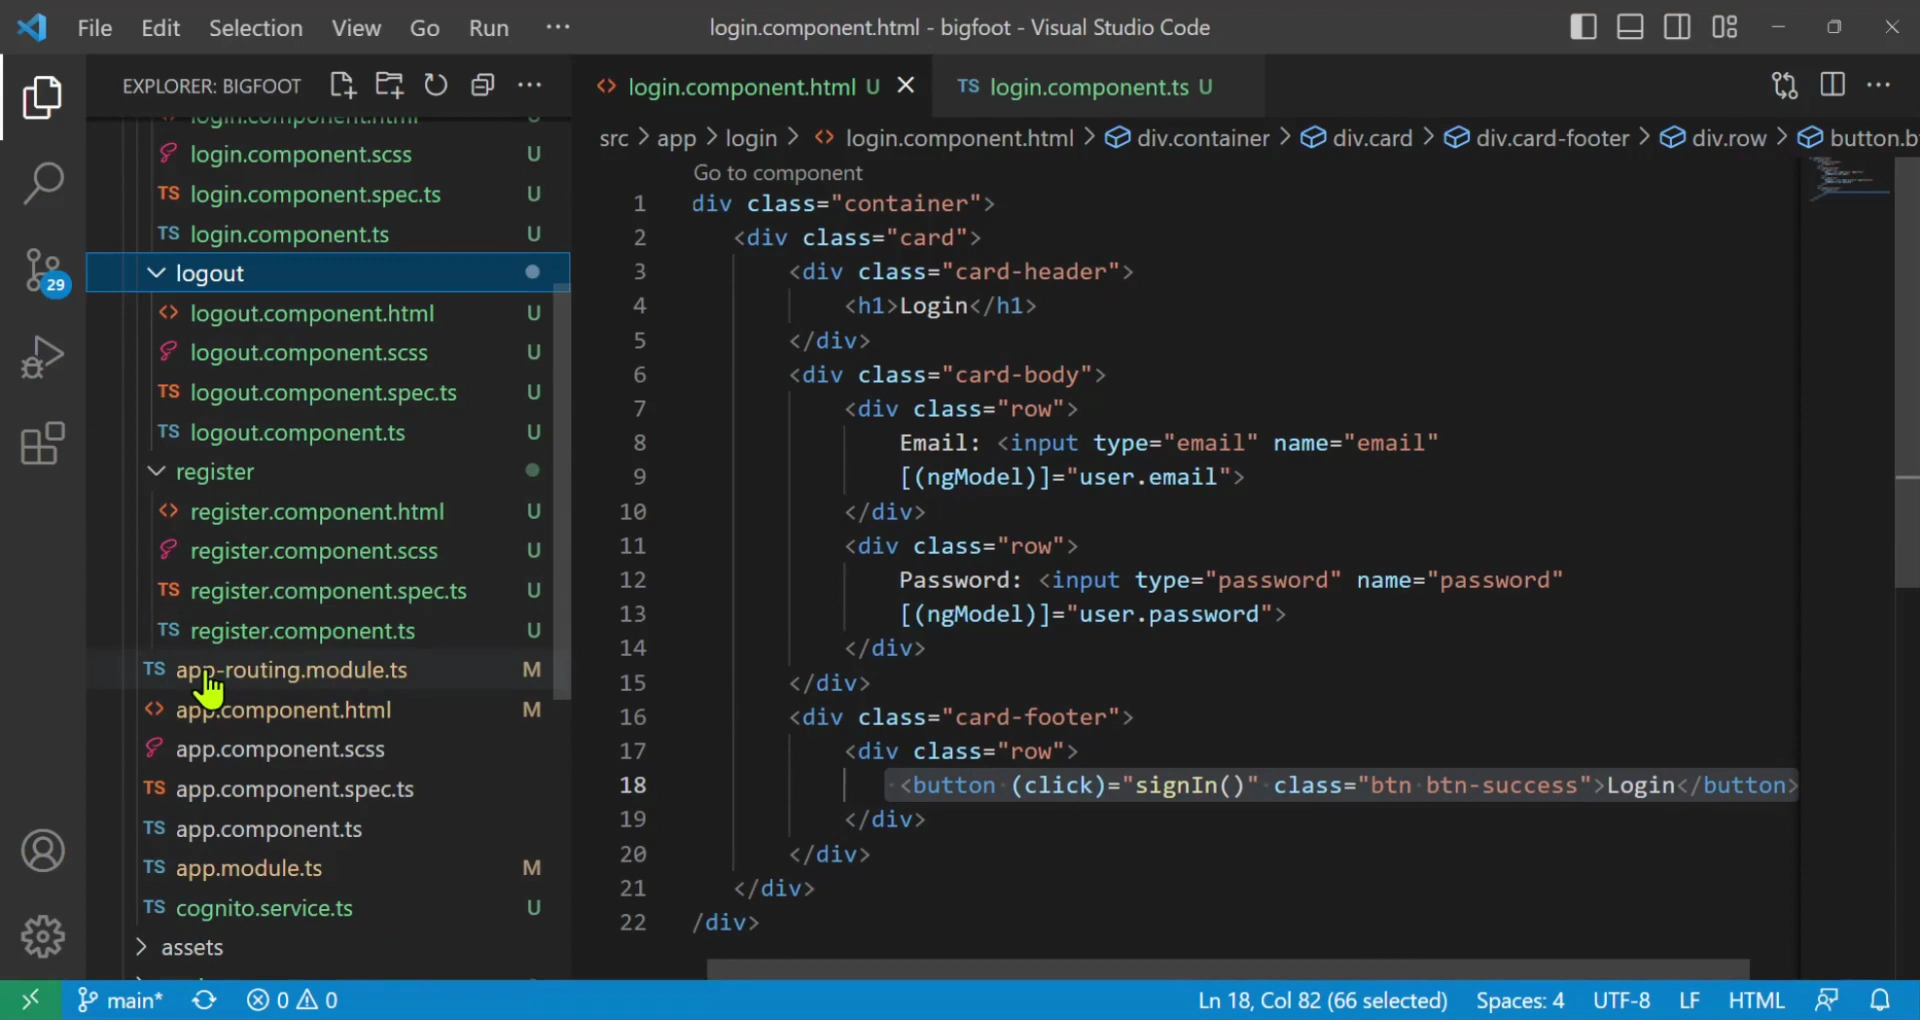 File Edit Selection View Go Run ···
login.component.html - bigfoot - Visual Studio Code
EXPLORER: BIGFOOT
login.component.html U
login.component.scss U
TS login.component.spec.ts U
TS login.component.ts U
logout
logout.component.html U
logout.component.scss U
TS logout.component.spec.ts U
TS logout.component.ts U
register
register.component.html U
register.component.scss U
TS register.component.spec.ts U
TS register.component.ts U
TS app-routing.module.ts M
app.component.html M
app.component.scss
TS app.component.spec.ts
TS app.component.ts
TS app.module.ts M
TS cognito.service.ts U
assets
29
<> login.component.html U
TS login.component.ts U
src > app > login > <> login.component.html > div.container > div.card > div.card-footer > div.row > button.b
Go to component
1 div class="container">
2 <div class="card">
3 <div class="card-header">
4 <h1>Login</h1>
5 </div>
6 <div class="card-body">
7 <div class="row">
8 Email: <input type="email" name="email"
9 [(ngModel)]="user.email">
10 </div>
11 <div class="row">
12 Password: <input type="password" name="password"
13 [(ngModel)]="user.password">
14 </div>
15 </div>
16 <div class="card-footer">
17 <div class="row">
18 <button (click)="signIn()" class="btn btn-success">Login</button>
19 </div>
20 </div>
21 </div>
22 /div>
main* 0 0 Ln 18, Col 82 (66 selected) Spaces: 4 UTF-8 LF HTML